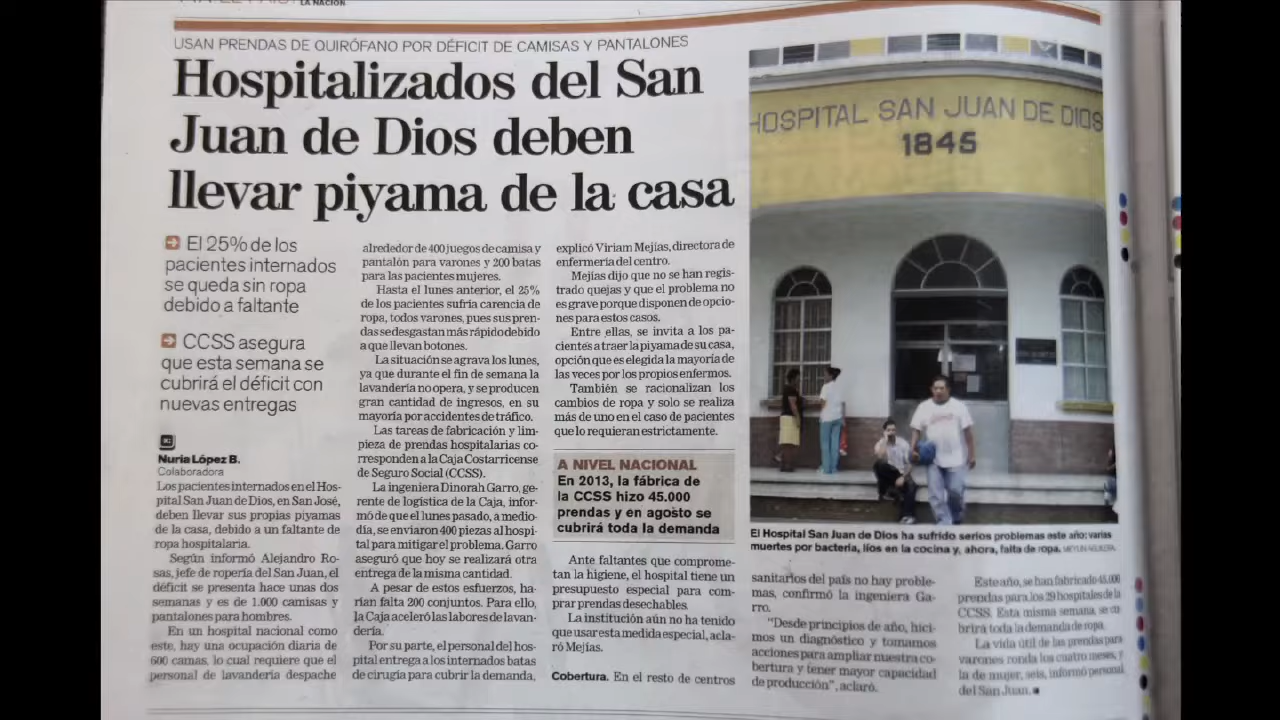 LA NACIÓN
USAN PRENDAS DE QUIRÓFANO POR DÉFICIT DE CAMISAS Y PANTALONES
Hospitalizados del San
Juan de Dios deben
llevar piyama de la casa
El 25% de los
pacientes internados
se queda sin ropa
debido a faltante
CCSS asegura
que esta semana se
cubrirá el déficit con
nuevas entregas
Nuria López B.
Colaboradora
Los pacientes internados en el Hos-
pital San Juan de Dios, en San José,
deben llevar sus propias piyamas
de la casa, debido a un faltante de
ropa hospitalaria.
Según informó Alejandro Ro-
sas, jefe de ropería del San Juan, el
déficit se presenta hace unas dos
semanas y es de 1.000 camisas y
pantalones para hombres.
En un hospital nacional como
este, hay una ocupación diaria de
600 camas, lo cual requiere que el
personal de lavandería despache
alrededor de 400 juegos de camisa y
pantalón para varones y 200 batas
para las pacientes mujeres.
Hasta el lunes anterior, el 25%
de los pacientes sufría carencia de
ropa, todos varones, pues sus pren-
das se desgastan más rápido debido
a que llevan botones.
La situación se agrava los lunes,
ya que durante el fin de semana la
lavandería no opera, y se producen
gran cantidad de ingresos, en su
mayoría por accidentes de tráfico.
Las tareas de fabricación y lim-
pieza de prendas hospitalarias co-
rresponden a la Caja Costarricense
de Seguro Social (CCSS).
La ingeniera Dinorah Garro, ge-
rente de logística de la Caja, infor-
mó de que el lunes pasado, a medio-
día, se enviaron 400 piezas al hospi-
tal para mitigar el problema. Garro
aseguró que hoy se realizará otra
entrega de la misma cantidad.
A pesar de estos esfuerzos, ha-
rían falta 200 conjuntos. Para ello,
la Caja aceleró las labores de lavan-
dería.
Por su parte, el personal del hos-
pital entrega a los internados batas
de cirugía para cubrir la demanda,
explicó Viriam Mejías, directora de
enfermería del centro.
Mejías dijo que no se han regis-
trado quejas y que el problema no
es grave porque disponen de opcio-
nes para estos casos.
Entre ellas, se invita a los pa-
cientes a traer la piyama de su casa,
opción que es elegida la mayoría de
las veces por los propios enfermos.
También se racionalizan los
cambios de ropa y solo se realiza
más de uno en el caso de pacientes
que lo requieran estrictamente.
A NIVEL NACIONAL
En 2013, la fábrica de
la CCSS hizo 45.000
prendas y en agosto se
cubrirá toda la demanda
Ante faltantes que comprome-
tan la higiene, el hospital tiene un
presupuesto especial para com-
prar prendas desechables.
La institución aún no ha tenido
que usar esta medida especial, acla-
ró Mejías.
Cobertura. En el resto de centros
HOSPITAL SAN JUAN DE DIOS
1845
El Hospital San Juan de Dios ha sufrido serios problemas este año: varias
muertes por bacteria, líos en la cocina y, ahora, falta de ropa.
sanitarios del país no hay proble-
mas, confirmó la ingeniera Ga-
rro.
"Desde principios de año, hici-
mos un diagnóstico y tomamos
acciones para ampliar nuestra co-
bertura y tener mayor capacidad
de producción", aclaró.
Este año, se han fabricado 45.000
prendas para los 29 hospitales de la
CCSS. Esta misma semana, se cu-
brirá toda la demanda de ropa.
La vida útil de las prendas para
varones ronda los cuatro meses, y
la de mujer, seis, informó personal
del San Juan.